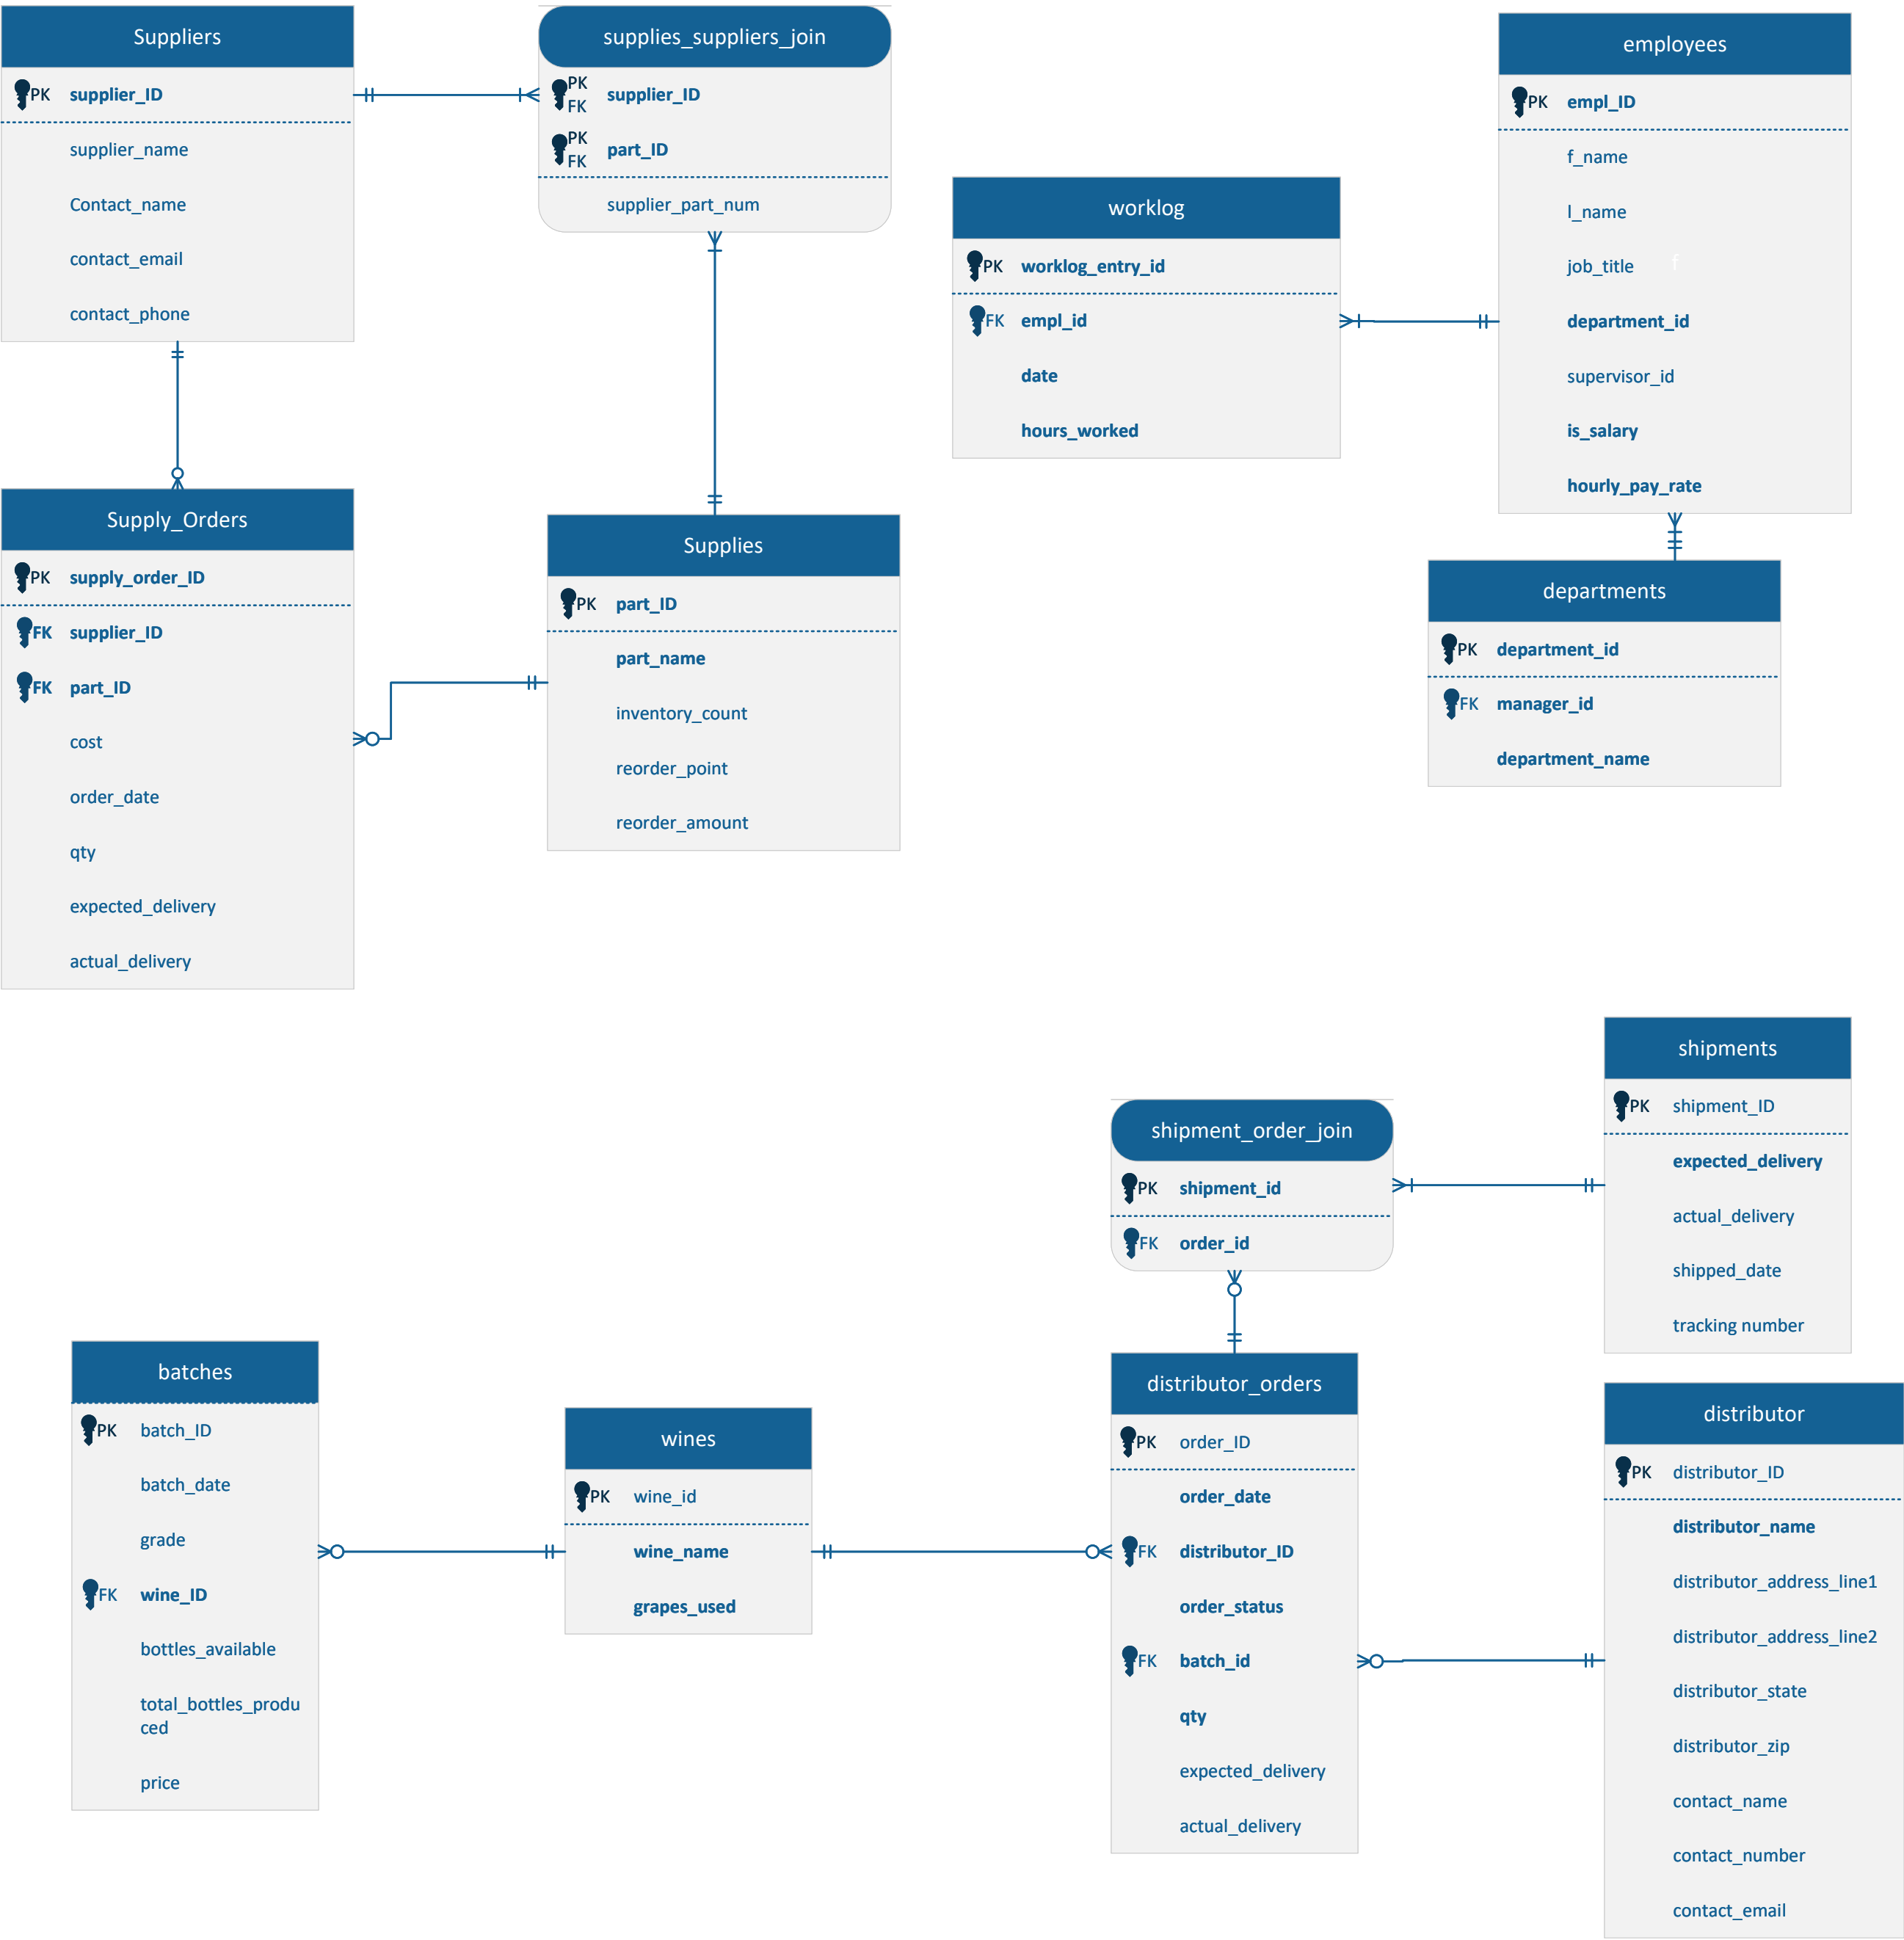 Suppliers
PK supplier_ID
supplier_name
Contact_name
contact_email
contact_phone
supplies_suppliers_join
PK
FK
supplier_ID
PK
FK
part_ID
supplier_part_num
worklog
PK worklog_entry_id
FK empl_id
date
hours_worked
employees
PK empl_ID
f_name
l_name
job_title f
department_id
supervisor_id
is_salary
hourly_pay_rate
departments
PK department_id
FK manager_id
department_name
Supply_Orders
PK supply_order_ID
FK supplier_ID
FK part_ID
cost
order_date
qty
expected_delivery
actual_delivery
Supplies
PK part_ID
part_name
inventory_count
reorder_point
reorder_amount
shipments
PK shipment_ID
expected_delivery
actual_delivery
shipped_date
tracking number
shipment_order_join
PK shipment_id
FK order_id
batches
PK batch_ID
batch_date
grade
FK wine_ID
bottles_available
total_bottles_produ
ced
price
wines
PK wine_id
wine_name
grapes_used
distributor_orders
PK order_ID
order_date
FK distributor_ID
order_status
FK batch_id
qty
expected_delivery
actual_delivery
distributor
PK distributor_ID
distributor_name
distributor_address_line1
distributor_address_line2
distributor_state
distributor_zip
contact_name
contact_number
contact_email